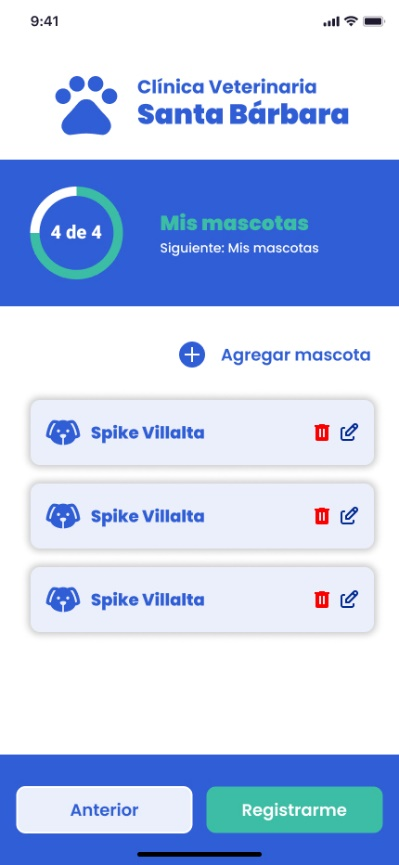 9:41
Clínica Veterinaria
Santa Bárbara
4 de 4
Mis mascotas
Siguiente: Mis mascotas
Agregar mascota
Spike Villalta
Spike Villalta
Spike Villalta
Anterior
Registrarme